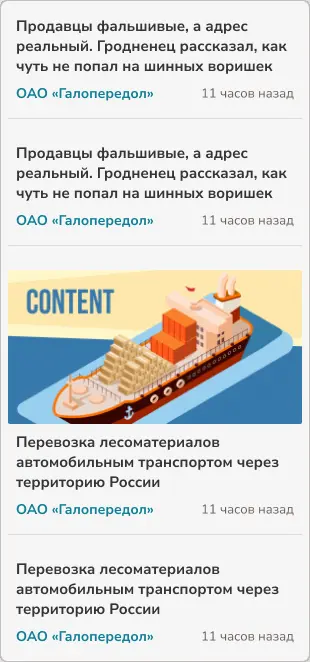 Продавцы фальшивые, а адрес
реальный. Гродненец рассказал, как
чуть не попал на шинных воришек
ОАО «Галопередол» 11 часов назад
Продавцы фальшивые, а адрес
реальный. Гродненец рассказал, как
чуть не попал на шинных воришек
ОАО «Галопередол» 11 часов назад
CONTENT
Перевозка лесоматериалов
автомобильным транспортом через
территорию России
ОАО «Галопередол» 11 часов назад
Перевозка лесоматериалов
автомобильным транспортом через
территорию России
ОАО «Галопередол» 11 часов назад